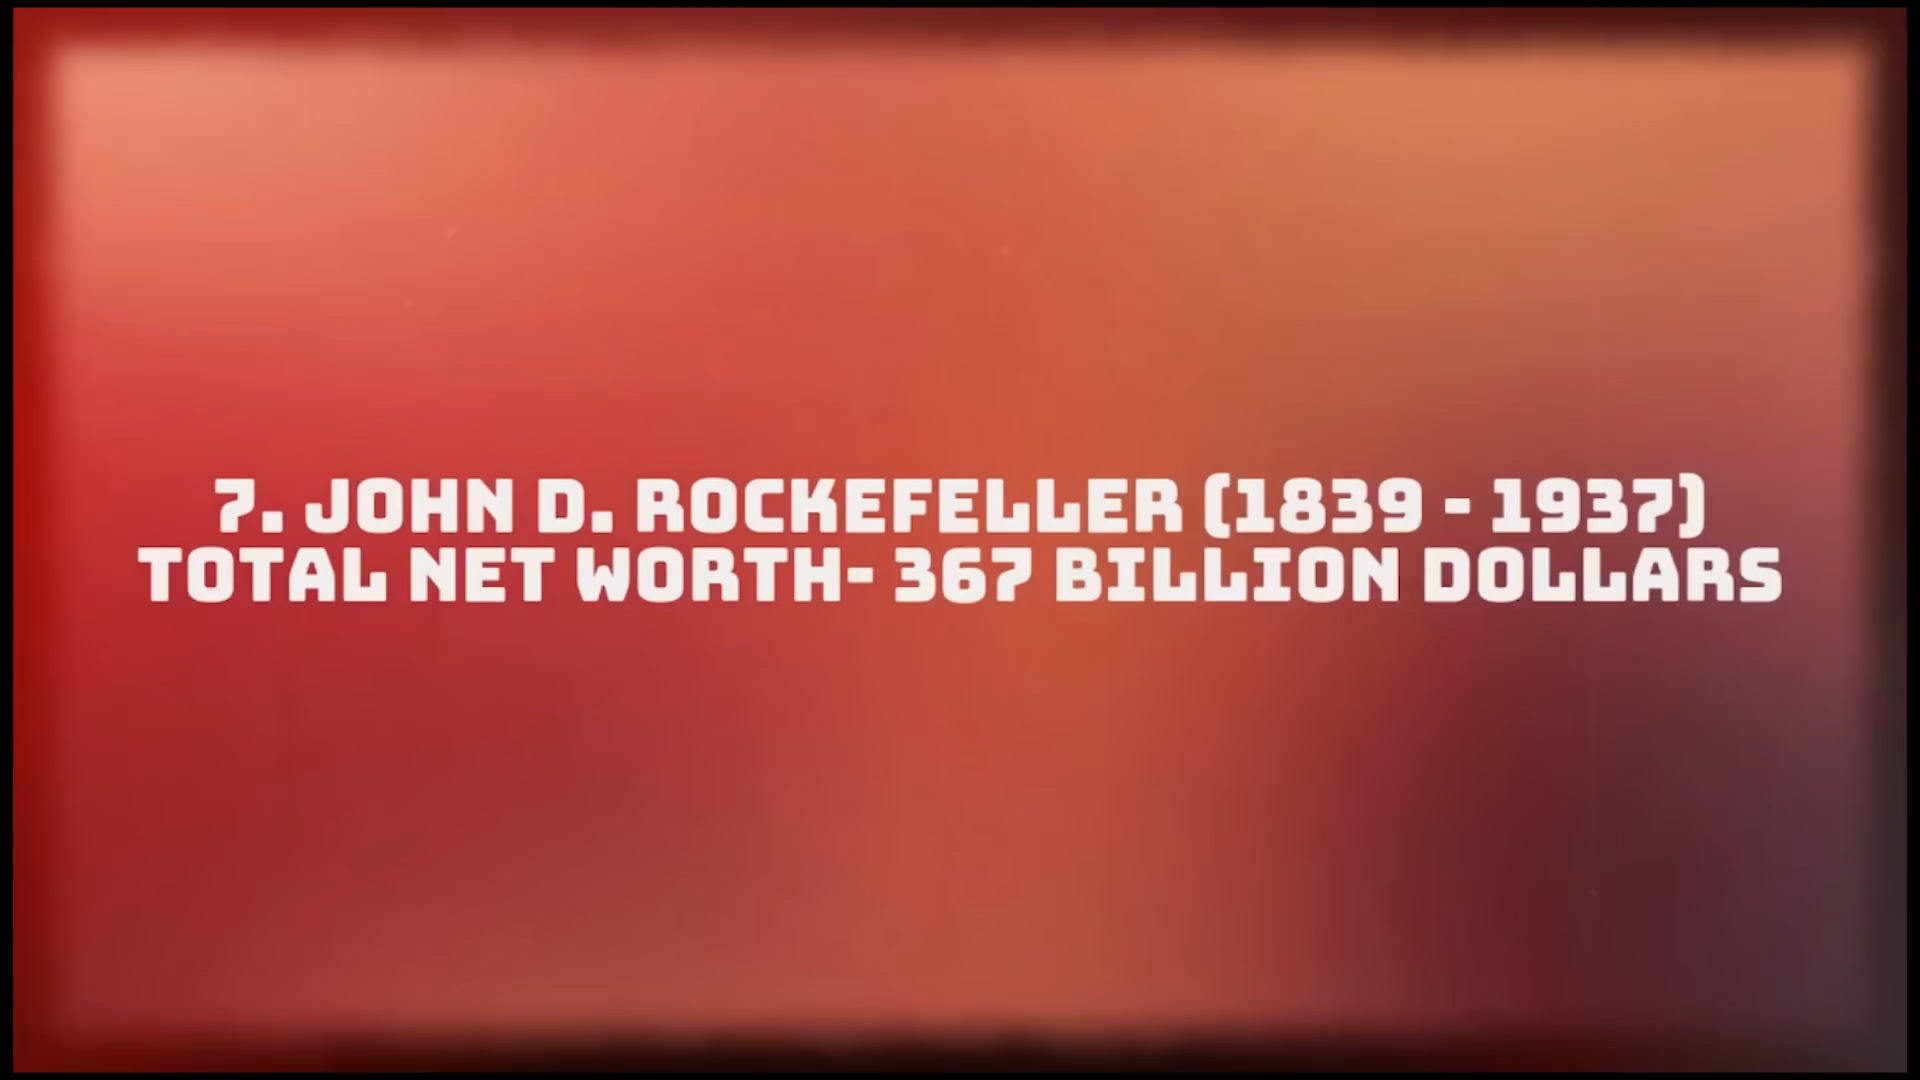 7. JOHN D. ROCKEFELLER (1839 - 1937)
TOTAL NET WORTH- 367 BILLION DOLLARS